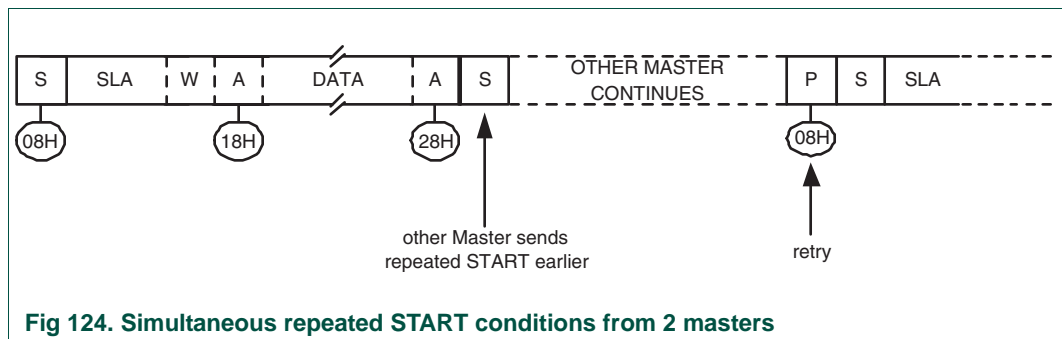 S SLA W A DATA A S OTHER MASTER CONTINUES P S SLA
08H 18H 28H 08H
other Master sends
repeated START earlier
retry
Fig 124. Simultaneous repeated START conditions from 2 masters